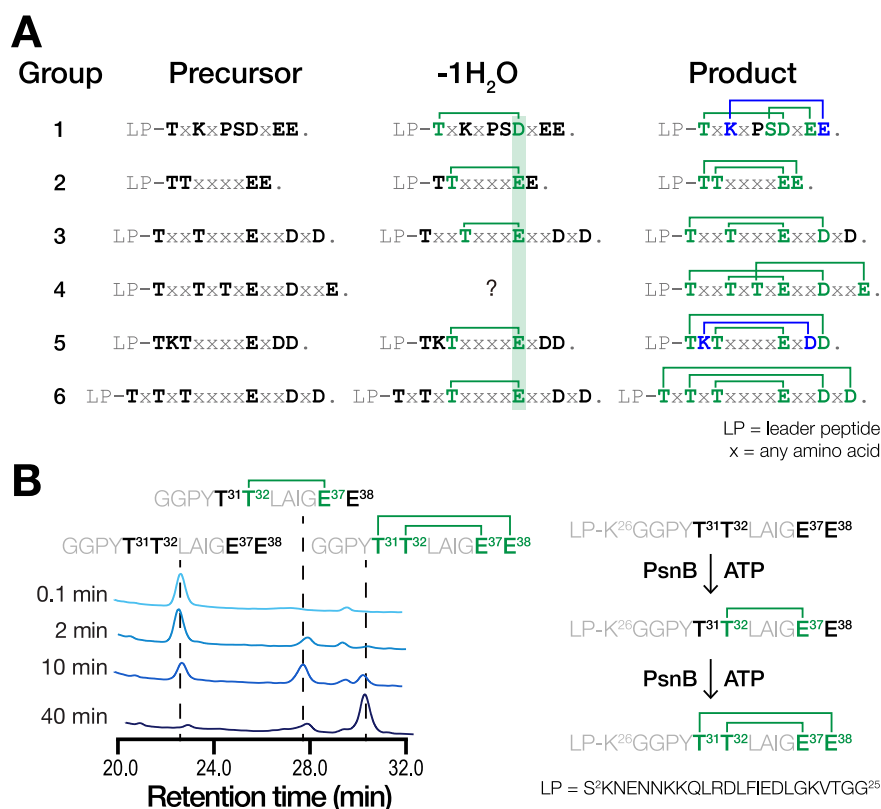 A
Group Precursor -1H₂O Product
1 LP-TxKxPSDxEE. LP-TxKxPSDxEE. LP-TxKxPSDxEE.
2 LP-TTxxxxEE. LP-TTxxxxEE. LP-TTxxxxEE.
3 LP-TxxTxxxExxDxD. LP-TxxTxxxExxDxD. LP-TxxTxxxExxDxD.
4 LP-TxxTxTxExxDxxE. ? LP-TxxTxTxExxDxxE.
5 LP-TKTxxxxExDD. LP-TKTxxxxExDD. LP-TKTxxxxExDD.
6 LP-TxTxTxxxxExxDxD. LP-TxTxTxxxxExxDxD. LP-TxTxTxxxxExxDxD.
LP = leader peptide
x = any amino acid
B
GGPYT³¹T³²LAIGE³⁷E³⁸
GGPYT³¹T³²LAIGE³⁷E³⁸ GGPYT³¹T³²LAIGE³⁷E³⁸
0.1 min
2 min
10 min
40 min
20.0 24.0 28.0 32.0
Retention time (min)
LP-K²⁶GGPYT³¹T³²LAIGE³⁷E³⁸
PsnB ATP
LP-K²⁶GGPYT³¹T³²LAIGE³⁷E³⁸
PsnB ATP
LP-K²⁶GGPYT³¹T³²LAIGE³⁷E³⁸
LP = S²KNENNKKQLRDLFIEDLGKVTGG²⁵